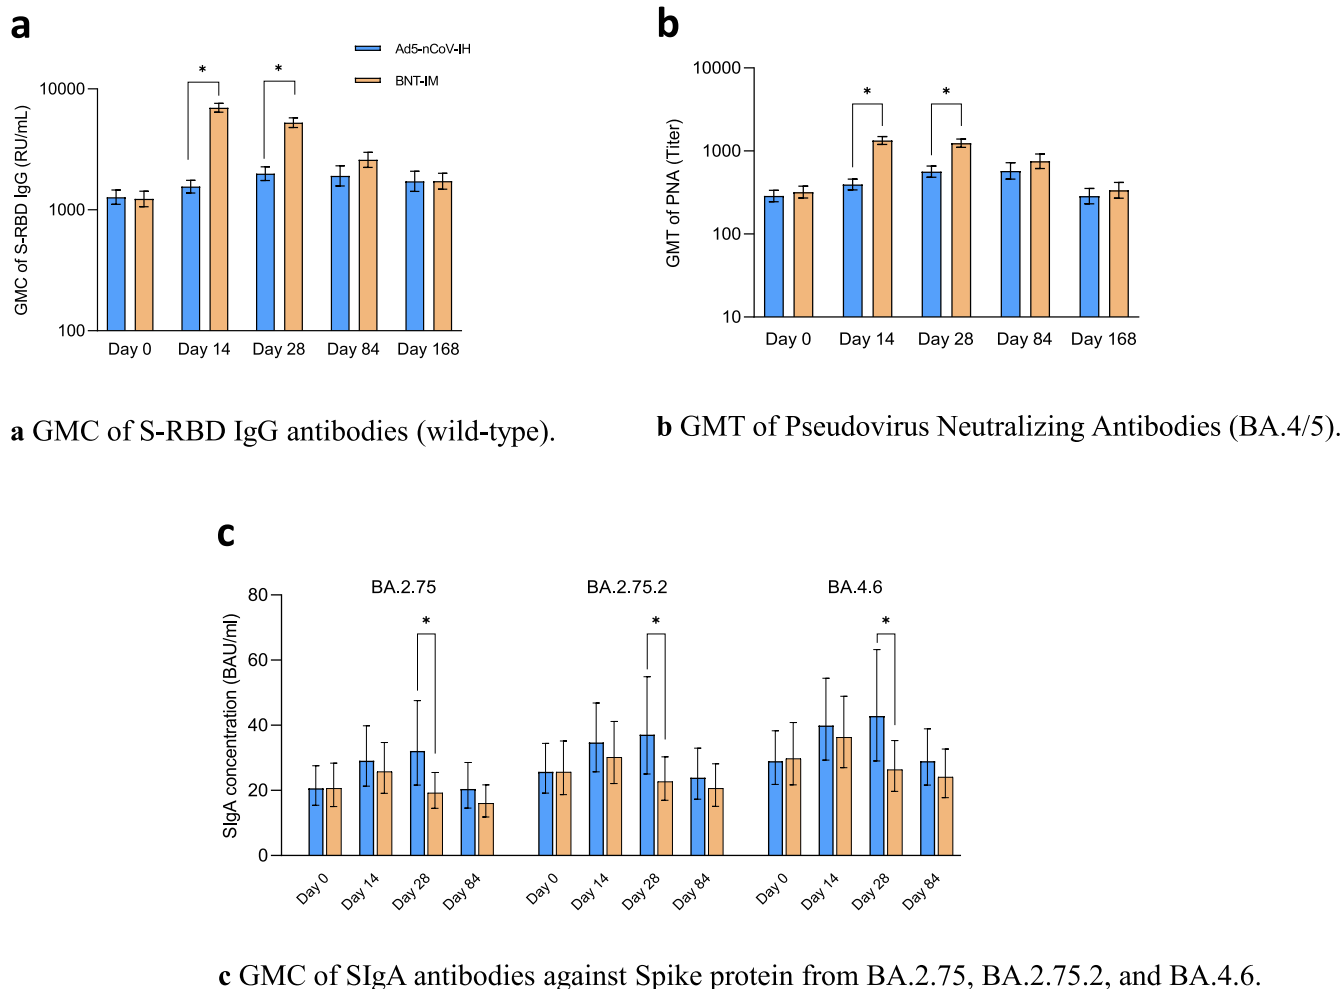 a
Ad5-nCoV-IH
BNT-IM
GMC of S-RBD IgG (RU/mL)
10000
1000
100
*
*
Day 0 Day 14 Day 28 Day 84 Day 168
a GMC of S-RBD IgG antibodies (wild-type).
b
GMT of PNA (Titer)
10000
1000
100
10
*
*
Day 0 Day 14 Day 28 Day 84 Day 168
b GMT of Pseudovirus Neutralizing Antibodies (BA.4/5).
c
BA.2.75 BA.2.75.2 BA.4.6
SIgA concentration (BAU/ml)
80
60
40
20
0
* * *
Day 0 Day 14 Day 28 Day 84 Day 0 Day 14 Day 28 Day 84 Day 0 Day 14 Day 28 Day 84
c GMC of SIgA antibodies against Spike protein from BA.2.75, BA.2.75.2, and BA.4.6.